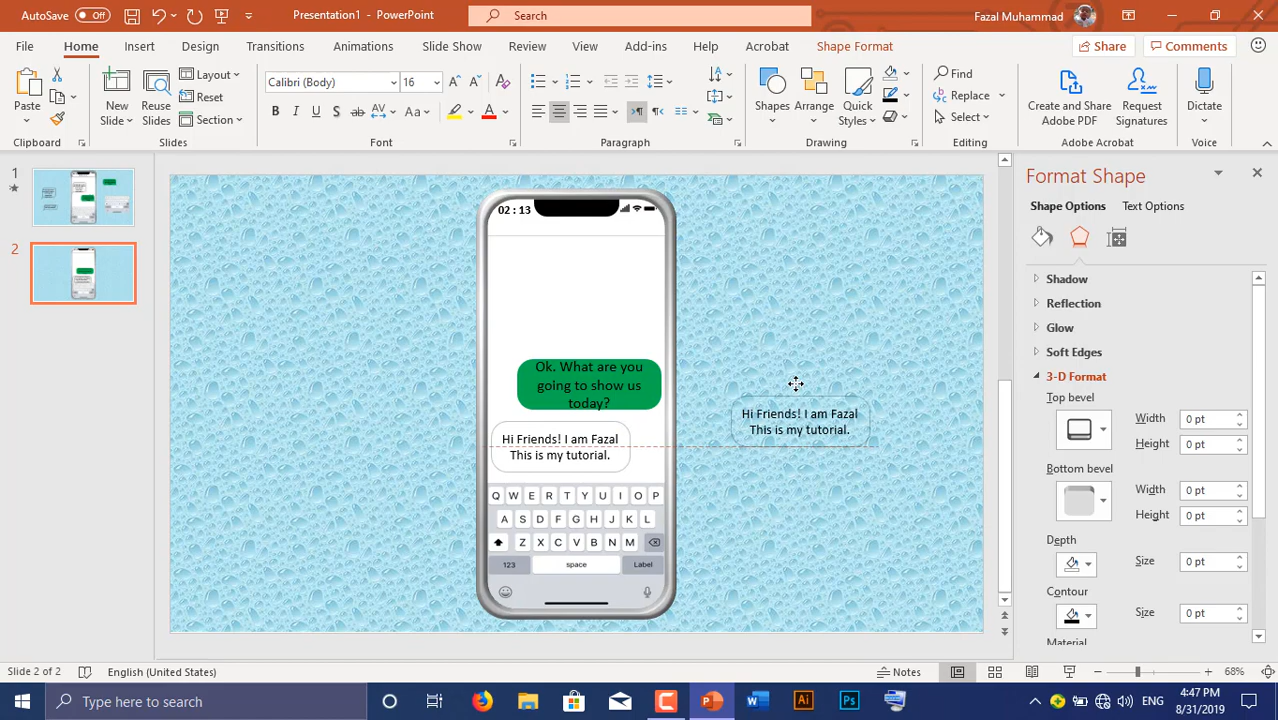 AutoSave
Off
Presentation1 - PowerPoint
Search
Fazal Muhammad
File
Home
Insert
Design
Transitions
Animations
Slide Show
Review
View
Add-ins
Help
Acrobat
Shape Format
Share
Comments
Paste
Clipboard
New
Slide
Reuse
Slides
Layout
Reset
Section
Slides
Calibri (Body)
16
Font
Paragraph
Shapes
Arrange
Quick
Styles
Drawing
Find
Replace
Select
Editing
Create and Share
Adobe PDF
Request
Signatures
Adobe Acrobat
Dictate
Voice
1
2
02 : 13
Ok. What are you
going to show us
today?
Hi Friends! I am Fazal
This is my tutorial.
Hi Friends! I am Fazal
This is my tutorial.
Q W E R T Y U I O P
A S D F G H J K L
Z X C V B N M
123
space
Label
Format Shape
Shape Options
Text Options
Shadow
Reflection
Glow
Soft Edges
3-D Format
Top bevel
Width
0 pt
Height
0 pt
Bottom bevel
Width
0 pt
Height
0 pt
Depth
Size
0 pt
Contour
Size
0 pt
Material
Slide 2 of 2
English (United States)
Notes
68%
Type here to search
ENG
4:47 PM
8/31/2019